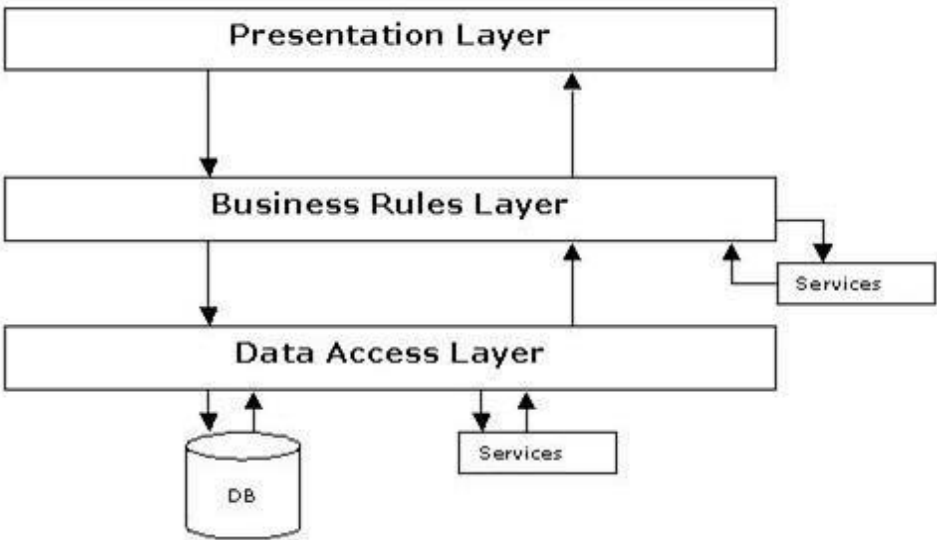 Presentation Layer
Business Rules Layer
Services
Data Access Layer
Services
DB